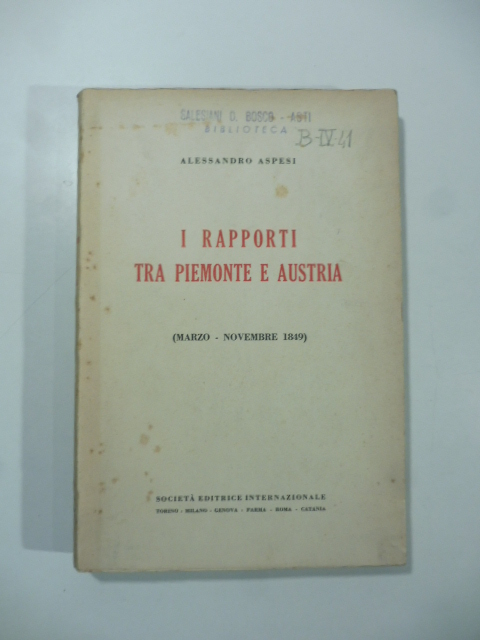 SALESIANI D. BOSCO - ASTI
BIBLIOTECA
B-IV 41
ALESSANDRO ASPESI
I RAPPORTI
TRA PIEMONTE E AUSTRIA
(MARZO - NOVEMBRE 1849)
SOCIETÀ EDITRICE INTERNAZIONALE
TORINO - MILANO - GENOVA - PARMA - ROMA - CATANIA